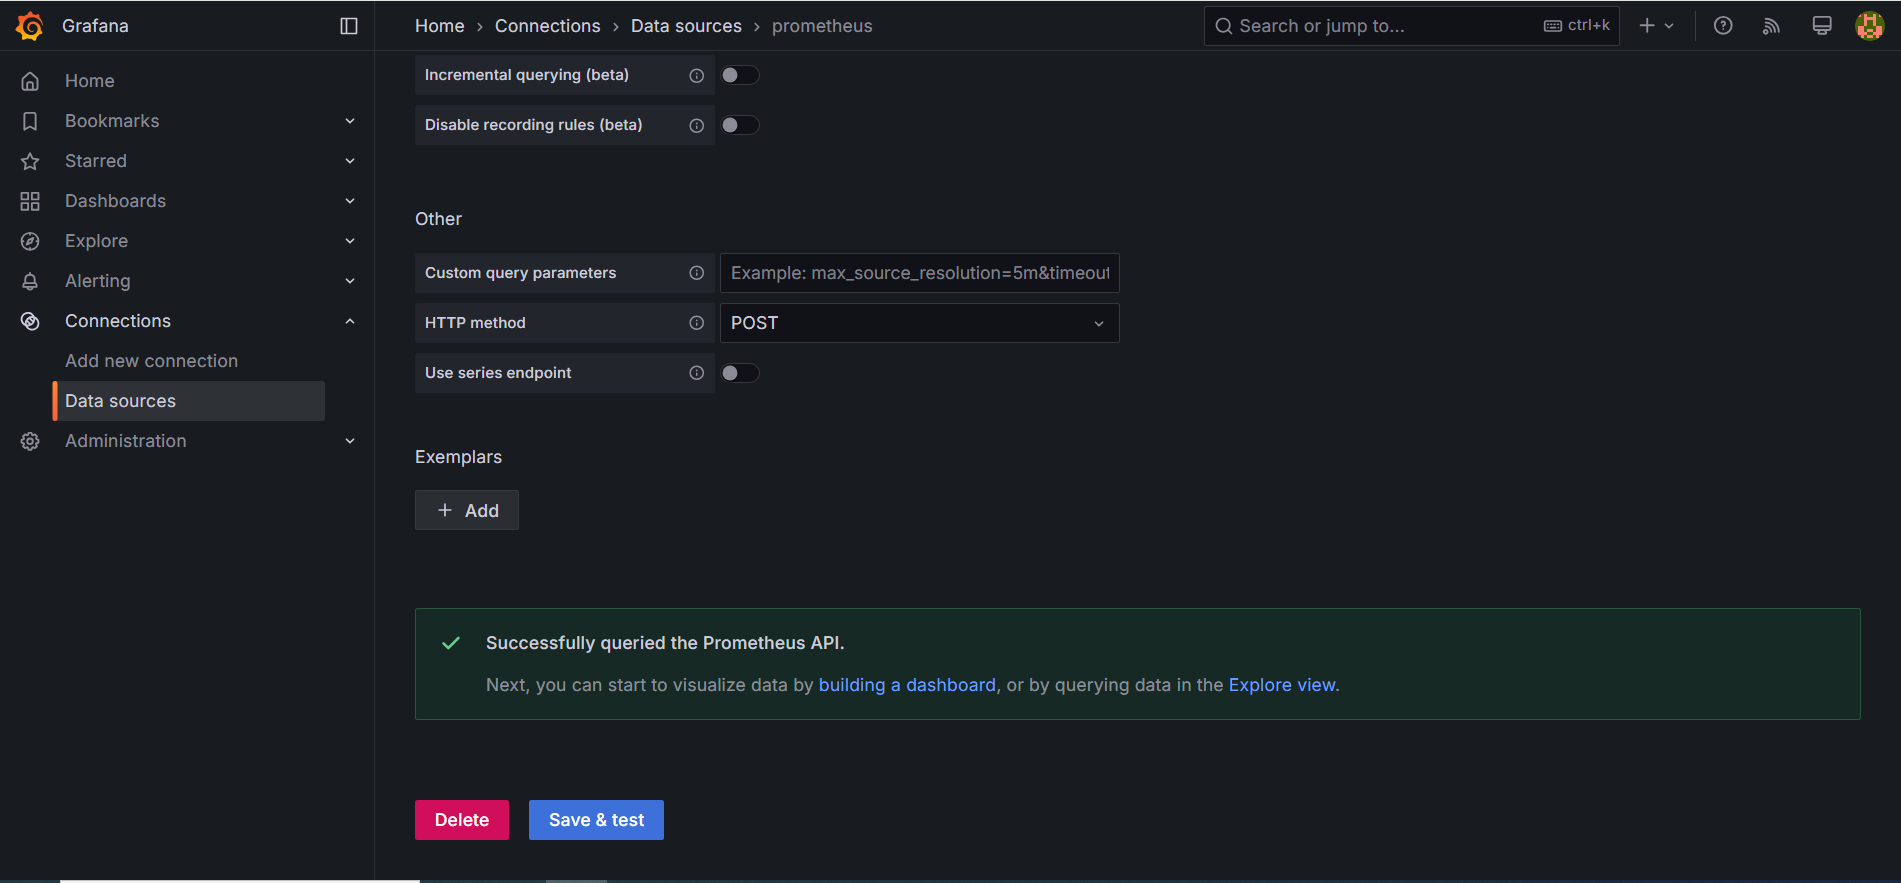 Grafana
Home › Connections › Data sources › prometheus
Search or jump to...
ctrl+k
Home
Bookmarks
Starred
Dashboards
Explore
Alerting
Connections
Add new connection
Data sources
Administration
Incremental querying (beta)
Disable recording rules (beta)
Other
Custom query parameters
Example: max_source_resolution=5m&timeout
HTTP method
POST
Use series endpoint
Exemplars
+ Add
Successfully queried the Prometheus API.
Next, you can start to visualize data by building a dashboard, or by querying data in the Explore view.
Delete
Save & test